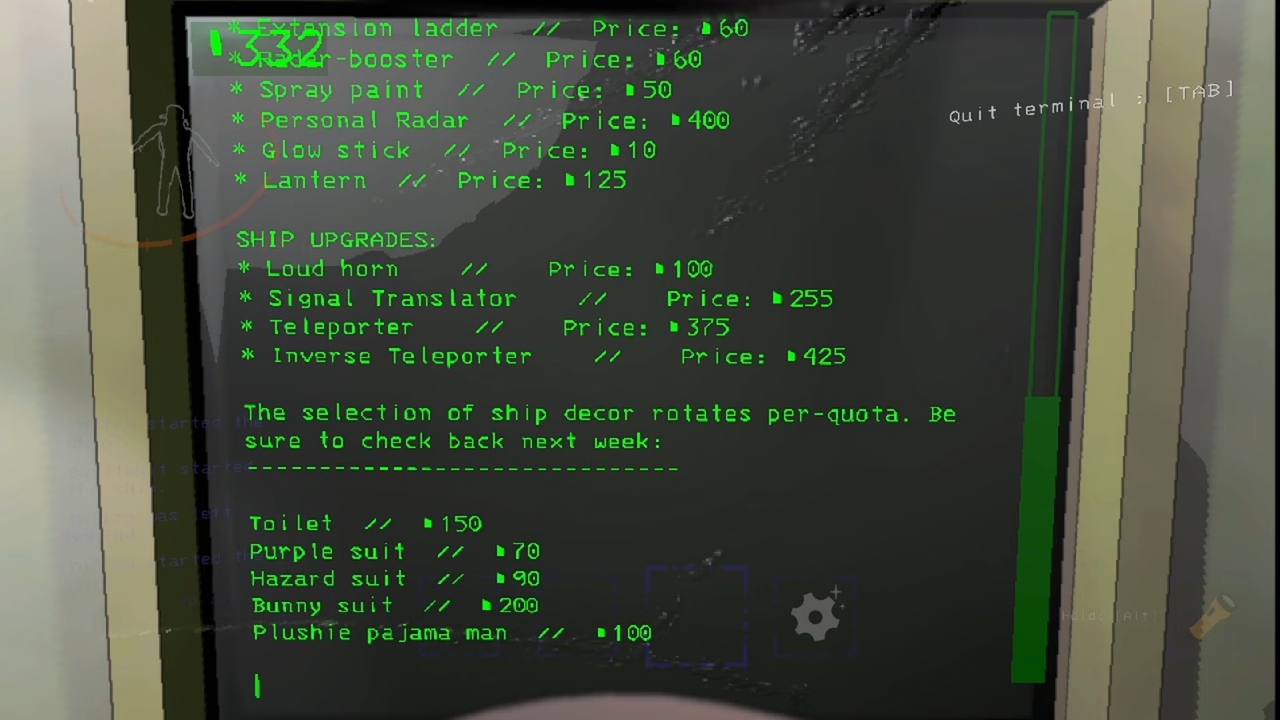 * Extension ladder // Price: ▮60
▮332
* Radar-booster // Price: ▮60
* Spray paint // Price: ▮50
Quit terminal : [TAB]
* Personal Radar // Price: ▮400
* Glow stick // Price: ▮10
* Lantern // Price: ▮125
SHIP UPGRADES:
* Loud horn // Price: ▮100
* Signal Translator // Price: ▮255
* Teleporter // Price: ▮375
* Inverse Teleporter // Price: ▮425
The selection of ship decor rotates per-quota. Be
sure to check back next week:
------------------------------
Toilet // ▮150
Purple suit // ▮70
Hazard suit // ▮90
Bunny suit // ▮200
Plushie pajama man // ▮100
Hold: [Alt]